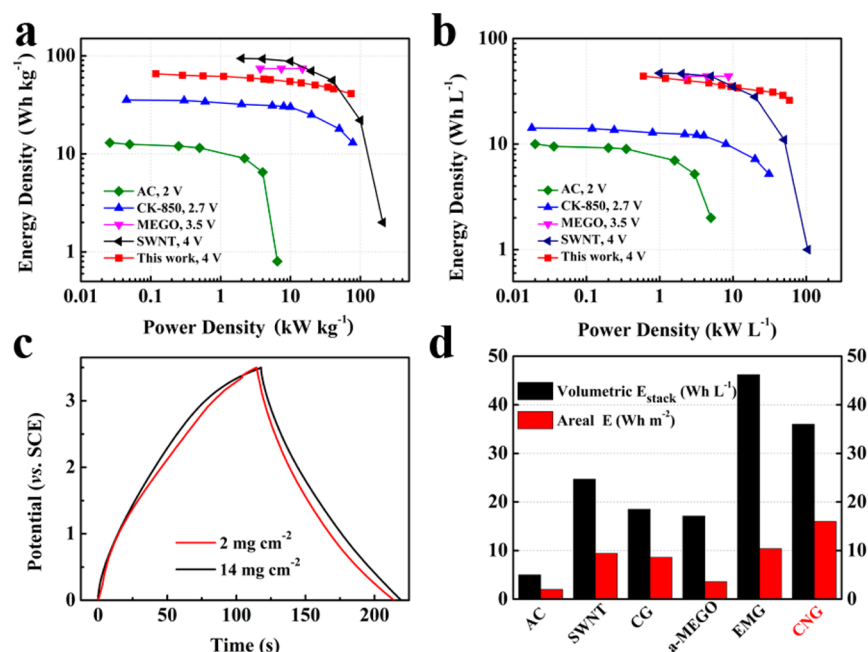 a
Energy Density (Wh kg-1)
100
10
1
AC, 2 V
CK-850, 2.7 V
MEGO, 3.5 V
SWNT, 4 V
This work, 4 V
0.01 0.1 1 10 100
Power Density (kW kg-1)
b
Energy Density (Wh L-1)
100
10
1
AC, 2 V
CK-850, 2.7 V
MEGO, 3.5 V
SWNT, 4 V
This work, 4 V
0.01 0.1 1 10 100
Power Density (kW L-1)
c
Potential (vs. SCE)
3
2
1
0
2 mg cm-2
14 mg cm-2
0 50 100 150 200
Time (s)
d
50
40
30
20
10
0
Volumetric Estack (Wh L-1)
Areal E (Wh m-2)
50
40
30
20
10
0
AC SWNT CG a-MEGO EMG CNG